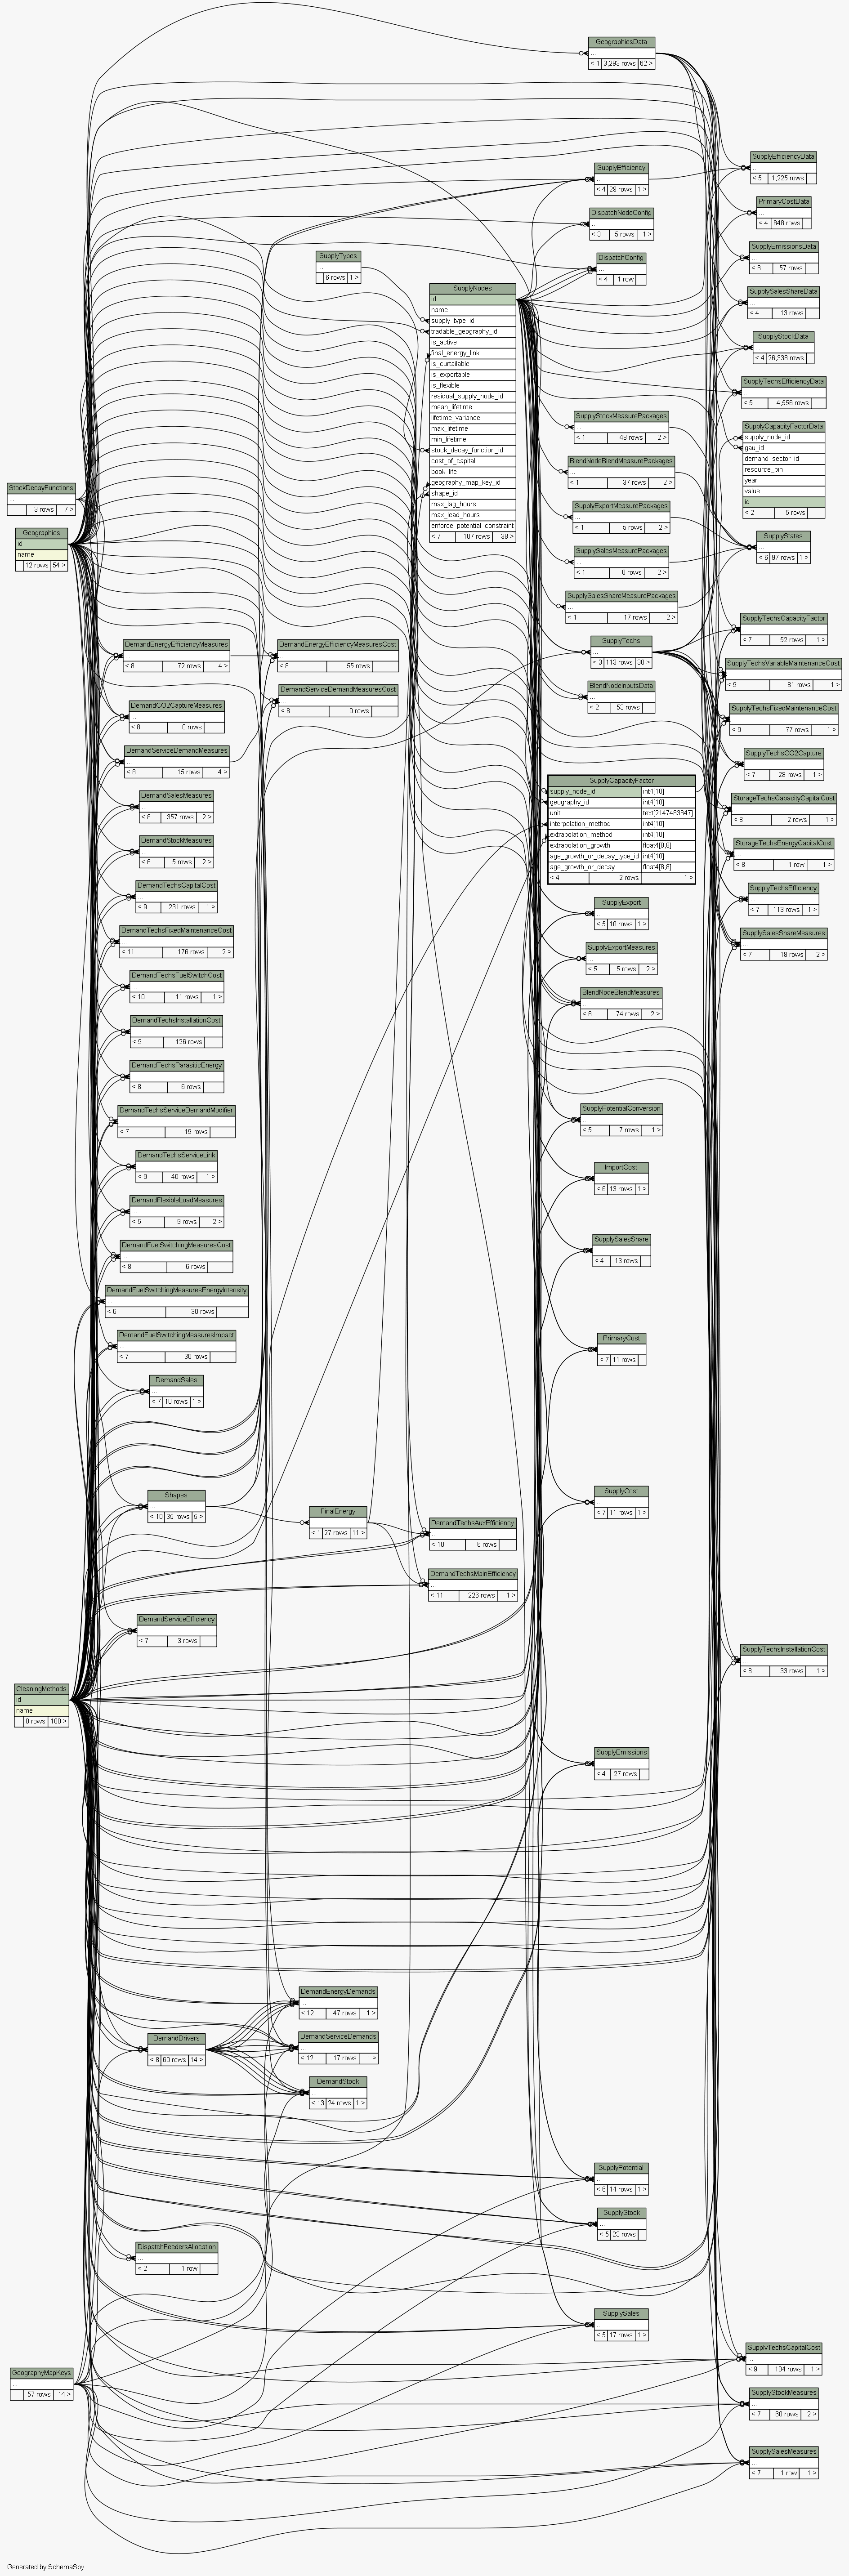 GeographiesData
...
< 1 3,293 rows 62 >
SupplyEfficiencyData
...
< 5 1,225 rows
SupplyEfficiency
...
< 4 29 rows 1 >
PrimaryCostData
...
< 4 848 rows
DispatchNodeConfig
...
< 3 5 rows 1 >
SupplyEmissionsData
...
< 6 57 rows
SupplyTypes
...
6 rows 1 >
DispatchConfig
...
< 4 1 row
SupplySalesShareData
...
< 4 13 rows
SupplyNodes
id
name
supply_type_id
tradable_geography_id
is_active
final_energy_link
is_curtailable
is_exportable
is_flexible
residual_supply_node_id
mean_lifetime
lifetime_variance
max_lifetime
min_lifetime
stock_decay_function_id
cost_of_capital
book_life
geography_map_key_id
shape_id
max_lag_hours
max_lead_hours
enforce_potential_constraint
< 7 107 rows 38 >
SupplyStockData
...
< 4 26,338 rows
SupplyTechsEfficiencyData
...
< 5 4,556 rows
SupplyStockMeasurePackages
...
< 1 48 rows 2 >
SupplyCapacityFactorData
supply_node_id
gau_id
demand_sector_id
resource_bin
year
value
id
< 2 5 rows
BlendNodeBlendMeasurePackages
...
< 1 37 rows 2 >
StockDecayFunctions
...
3 rows 7 >
SupplyExportMeasurePackages
...
< 1 5 rows 2 >
Geographies
id
name
12 rows 54 >
SupplyStates
...
< 6 97 rows 1 >
SupplySalesMeasurePackages
...
< 1 0 rows 2 >
SupplySalesShareMeasurePackages
...
< 1 17 rows 2 >
SupplyTechsCapacityFactor
...
< 7 52 rows 1 >
DemandEnergyEfficiencyMeasures
...
< 8 72 rows 4 >
DemandEnergyEfficiencyMeasuresCost
...
< 8 55 rows
SupplyTechs
...
< 3 113 rows 30 >
SupplyTechsVariableMaintenanceCost
...
< 9 81 rows 1 >
DemandServiceDemandMeasuresCost
...
< 8 0 rows
BlendNodeInputsData
...
< 2 53 rows
DemandCO2CaptureMeasures
...
< 8 0 rows
SupplyTechsFixedMaintenanceCost
...
< 9 77 rows 1 >
DemandServiceDemandMeasures
...
< 8 15 rows 4 >
SupplyTechsCO2Capture
...
< 7 28 rows 1 >
SupplyCapacityFactor
supply_node_id int4[10]
geography_id int4[10]
unit text[2147483647]
interpolation_method int4[10]
extrapolation_method int4[10]
extrapolation_growth float4[8,8]
age_growth_or_decay_type_id int4[10]
age_growth_or_decay float4[8,8]
< 4 2 rows 1 >
DemandSalesMeasures
...
< 8 357 rows 2 >
StorageTechsCapacityCapitalCost
...
< 8 2 rows 1 >
DemandStockMeasures
...
< 6 5 rows 2 >
StorageTechsEnergyCapitalCost
...
< 8 1 row 1 >
DemandTechsCapitalCost
...
< 9 231 rows 1 >
SupplyTechsEfficiency
...
< 7 113 rows 1 >
SupplyExport
...
< 5 10 rows 1 >
DemandTechsFixedMaintenanceCost
...
< 11 176 rows 2 >
SupplySalesShareMeasures
...
< 7 18 rows 2 >
SupplyExportMeasures
...
< 5 5 rows 2 >
DemandTechsFuelSwitchCost
...
< 10 11 rows 1 >
BlendNodeBlendMeasures
...
< 6 74 rows 2 >
DemandTechsInstallationCost
...
< 9 126 rows
DemandTechsParasiticEnergy
...
< 8 6 rows
DemandTechsServiceDemandModifier
...
< 7 19 rows
SupplyPotentialConversion
...
< 5 7 rows 1 >
DemandTechsServiceLink
...
< 9 40 rows 1 >
ImportCost
...
< 6 13 rows 1 >
DemandFlexibleLoadMeasures
...
< 5 9 rows 2 >
DemandFuelSwitchingMeasuresCost
...
< 8 6 rows
SupplySalesShare
...
< 4 13 rows
DemandFuelSwitchingMeasuresEnergyIntensity
...
< 6 30 rows
DemandFuelSwitchingMeasuresImpact
...
< 7 30 rows
PrimaryCost
...
< 7 11 rows
DemandSales
...
< 7 10 rows 1 >
Shapes
...
< 10 35 rows 5 >
FinalEnergy
...
< 1 27 rows 11 >
SupplyCost
...
< 7 11 rows 1 >
DemandTechsAuxEfficiency
...
< 10 6 rows
DemandTechsMainEfficiency
...
< 11 226 rows 1 >
DemandServiceEfficiency
...
< 7 3 rows
SupplyTechsInstallationCost
...
< 8 33 rows 1 >
CleaningMethods
id
name
8 rows 108 >
SupplyEmissions
...
< 4 27 rows
DemandEnergyDemands
...
< 12 47 rows 1 >
DemandDrivers
...
< 8 60 rows 14 >
DemandServiceDemands
...
< 12 17 rows 1 >
DemandStock
...
< 13 24 rows 1 >
SupplyPotential
...
< 6 14 rows 1 >
SupplyStock
...
< 5 23 rows
DispatchFeedersAllocation
...
< 2 1 row
SupplySales
...
< 5 17 rows 1 >
SupplyTechsCapitalCost
...
< 9 104 rows 1 >
GeographyMapKeys
...
57 rows 14 >
SupplyStockMeasures
...
< 7 60 rows 2 >
SupplySalesMeasures
...
< 7 1 row 1 >
Generated by SchemaSpy